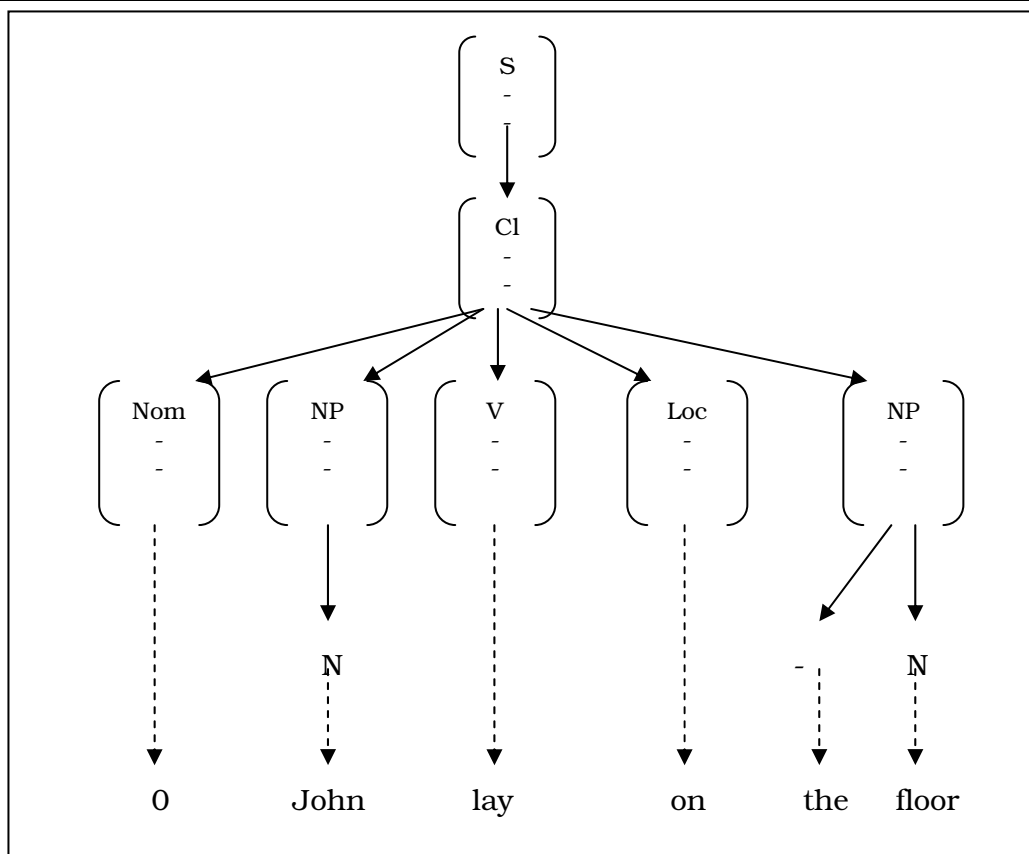 S
-
-
Cl
-
-
Nom NP V Loc NP
- - - - -
- - - - -
N - N
0 John lay on the floor